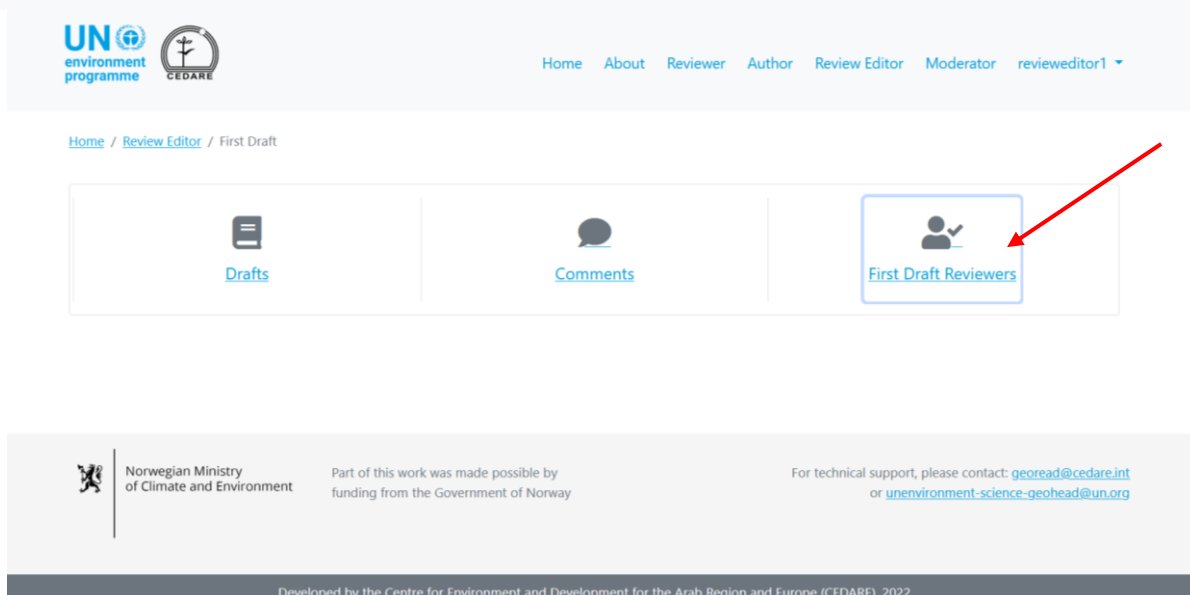 UN
environment
programme
CEDARE
Home About Reviewer Author Review Editor Moderator revieweditor1
Home / Review Editor / First Draft
Drafts
Comments
First Draft Reviewers
Norwegian Ministry
of Climate and Environment
Part of this work was made possible by
funding from the Government of Norway
For technical support, please contact: georead@cedare.int
or unenvironment-science-geohead@un.org
Developed by the Centre for Environment and Development for the Arab Region and Europe (CEDARE), 2022